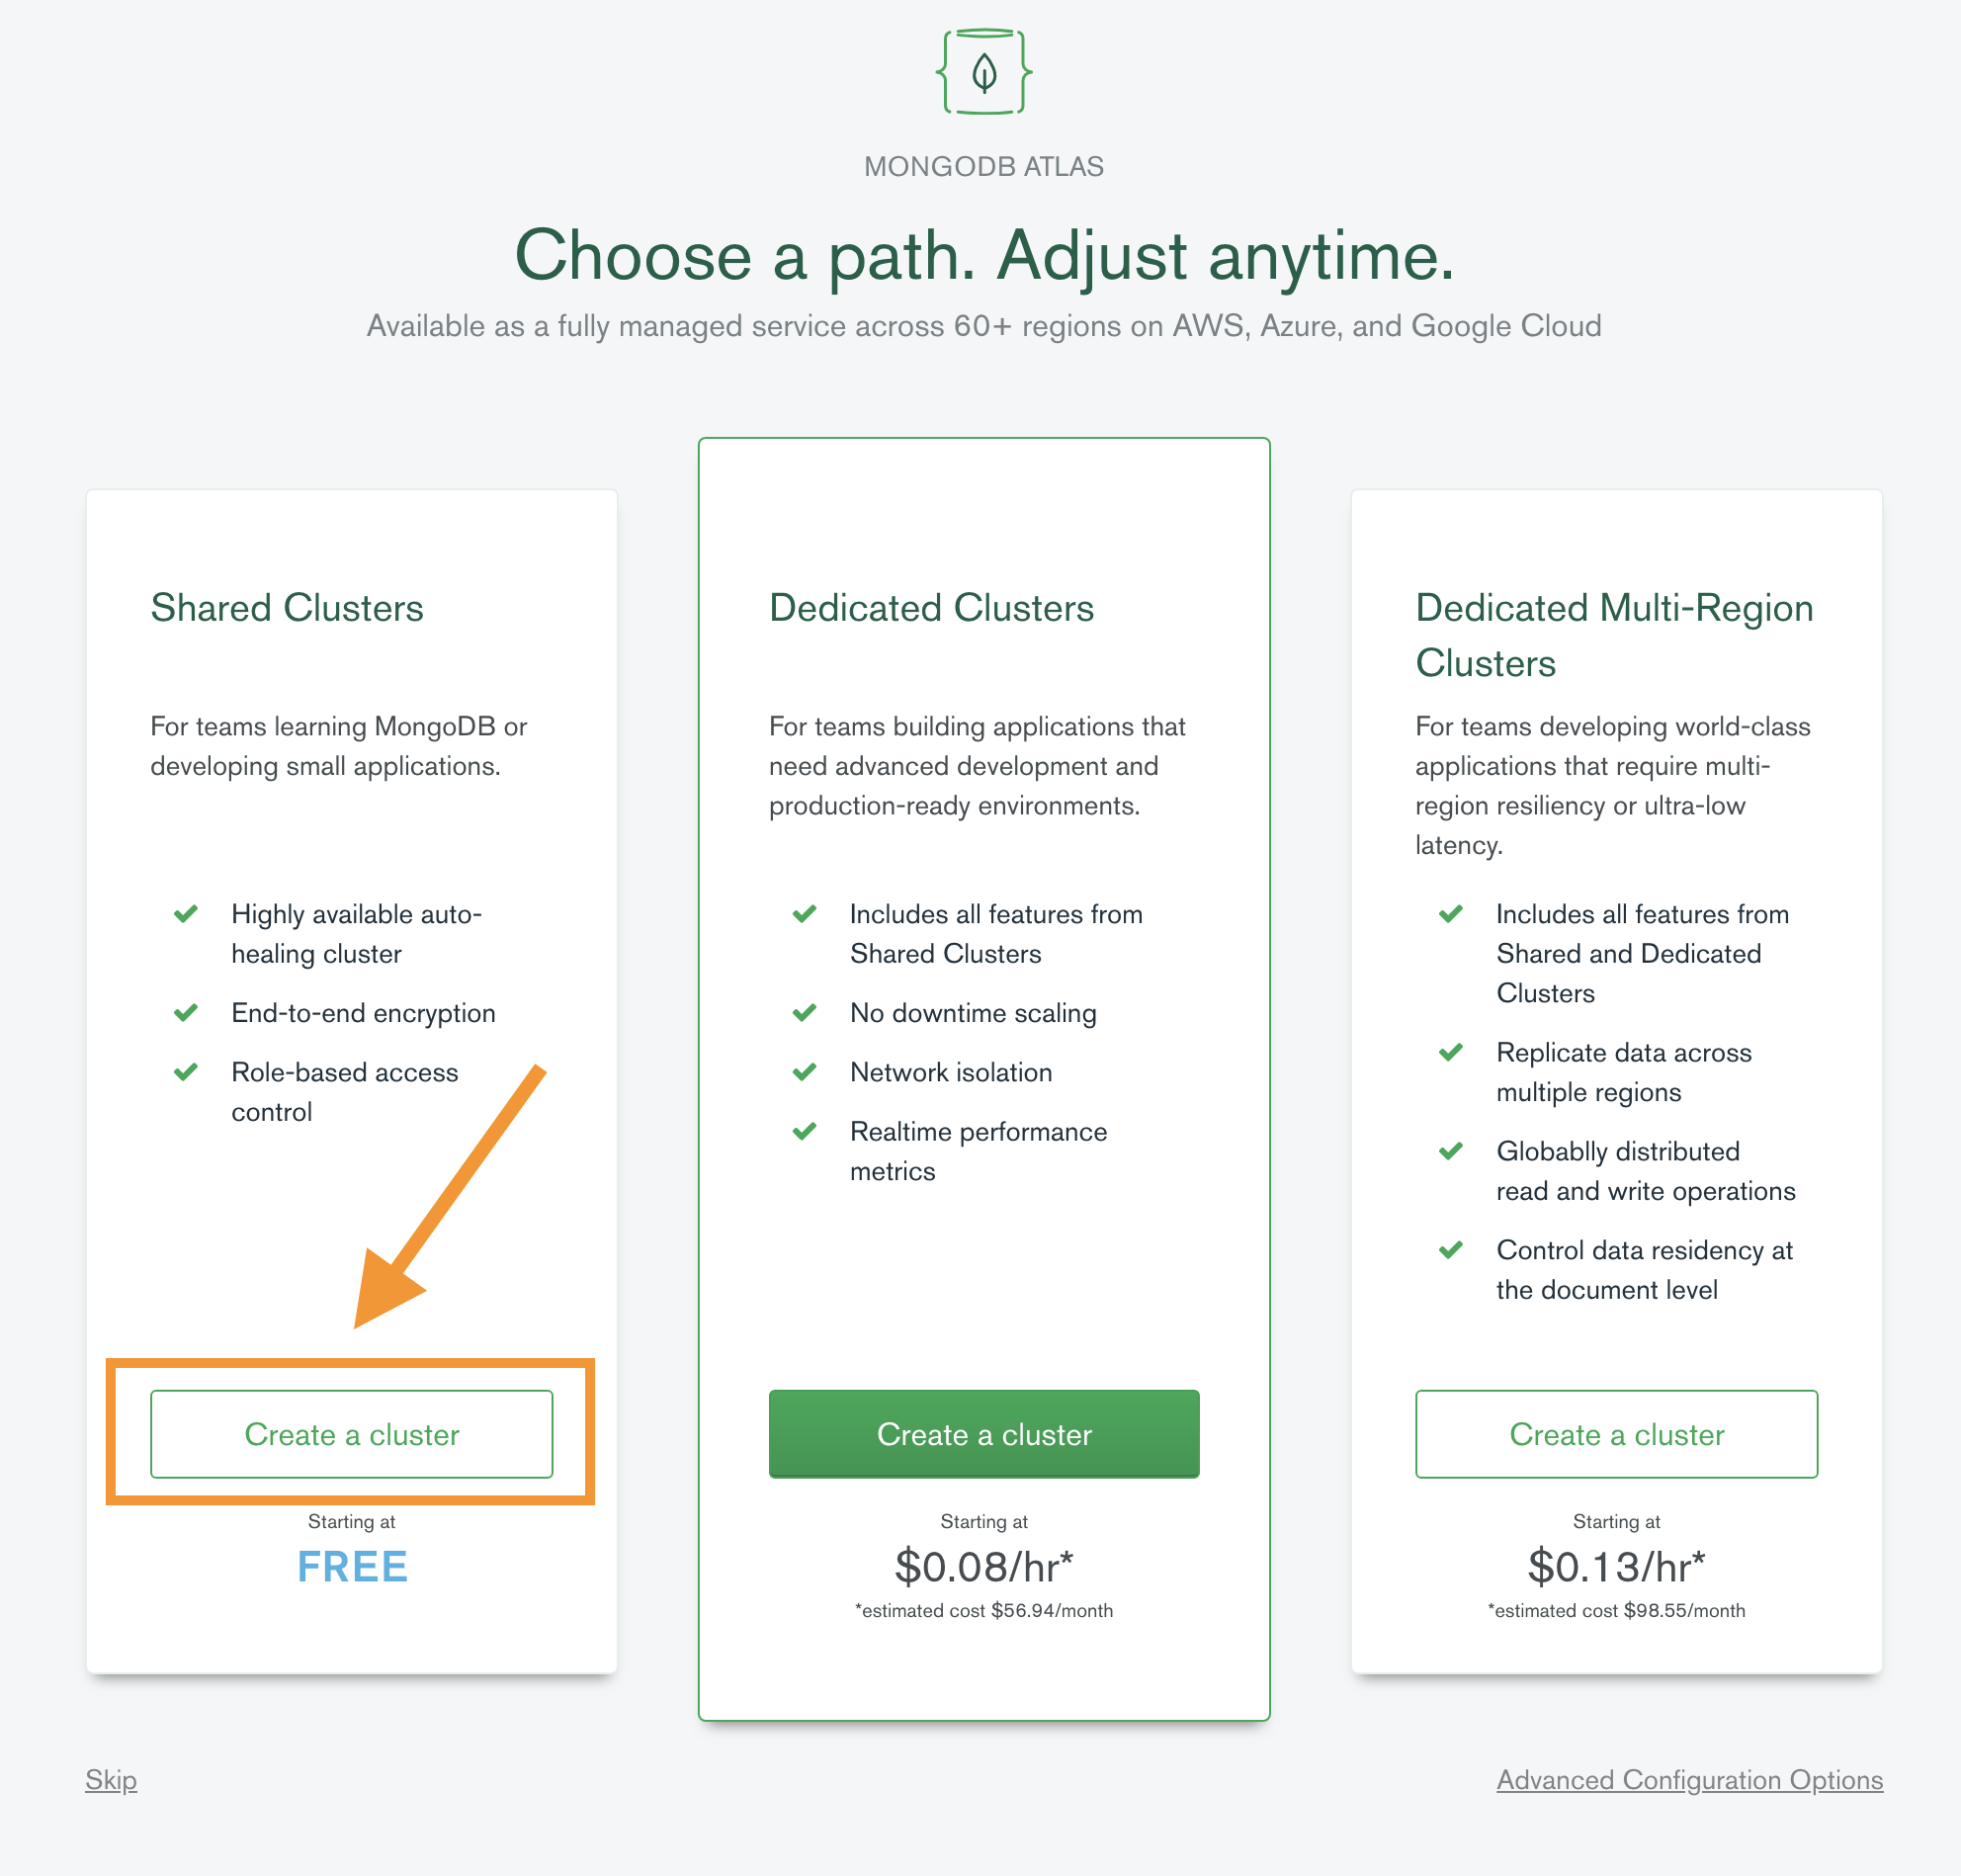 MONGODB ATLAS
Choose a path. Adjust anytime.
Available as a fully managed service across 60+ regions on AWS, Azure, and Google Cloud
Shared Clusters
For teams learning MongoDB or
developing small applications.
Highly available auto-
healing cluster
End-to-end encryption
Role-based access
control
Create a cluster
Starting at
FREE
Dedicated Clusters
For teams building applications that
need advanced development and
production-ready environments.
Includes all features from
Shared Clusters
No downtime scaling
Network isolation
Realtime performance
metrics
Create a cluster
Starting at
$0.08/hr*
*estimated cost $56.94/month
Dedicated Multi-Region
Clusters
For teams developing world-class
applications that require multi-
region resiliency or ultra-low
latency.
Includes all features from
Shared and Dedicated
Clusters
Replicate data across
multiple regions
Globablly distributed
read and write operations
Control data residency at
the document level
Create a cluster
Starting at
$0.13/hr*
*estimated cost $98.55/month
Skip
Advanced Configuration Options